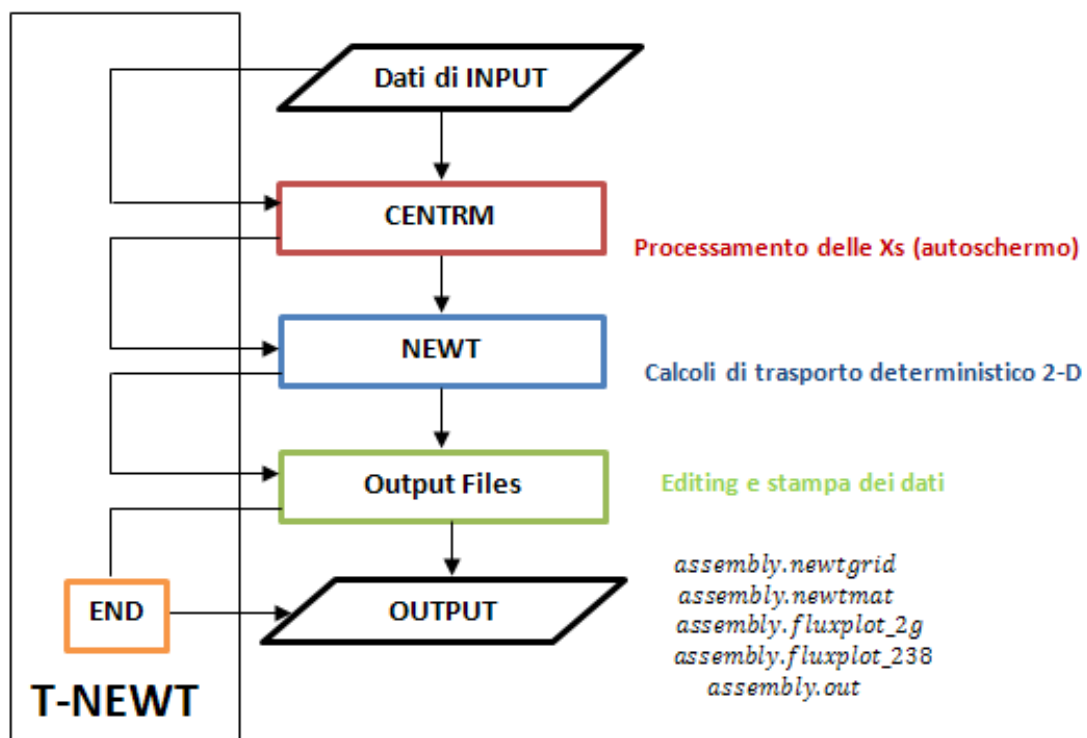 Dati di INPUT
CENTRM
Processamento delle Xs (autoschermo)
NEWT
Calcoli di trasporto deterministico 2-D
Output Files
Editing e stampa dei dati
assembly.newtgrid
assembly.newtmat
assembly.fluxplot_2g
assembly.fluxplot_238
assembly.out
END
OUTPUT
T-NEWT